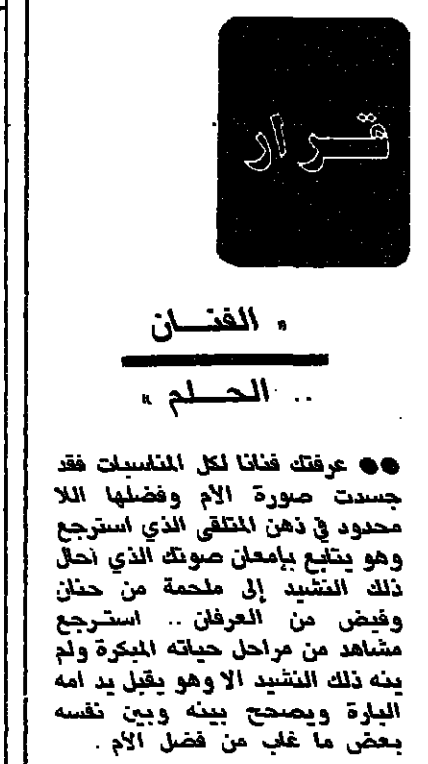 قرار
« الفنان
.. الحلم »
●● عرفتك فنانا لكل المناسبات فقد
جسدت صورة الأم وفضلها اللا
محدود في ذهن المتلقى الذي استرجع
وهو يتابع بإمعان صوتك الذي أحال
ذلك النشيد إلى ملحمة من حنان
وفيض من العرفان .. استرجع
مشاهد من مراحل حياته المبكرة ولم
ينه ذلك النشيد الا وهو يقبل يد امه
البارة ويصحح بينه وبين نفسه
بعض ما غاب من فضل الأم .